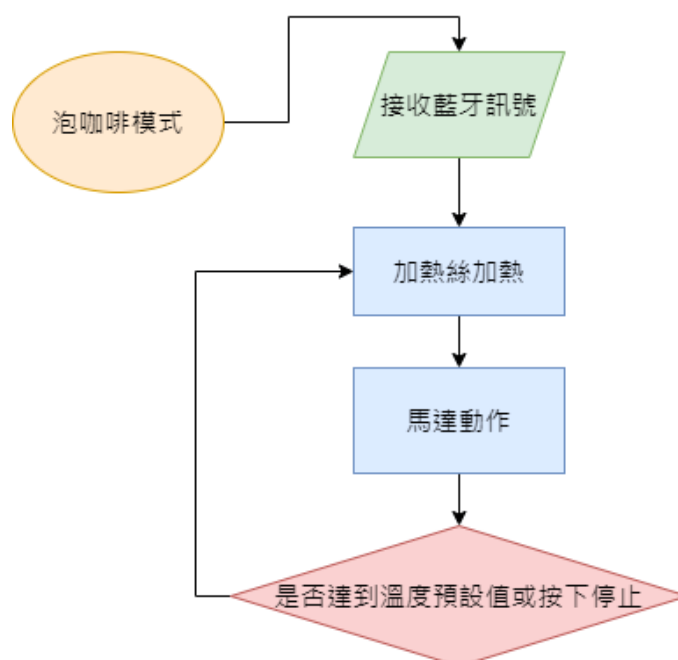 泡咖啡模式
接收藍牙訊號
加熱絲加熱
馬達動作
是否達到溫度預設值或按下停止